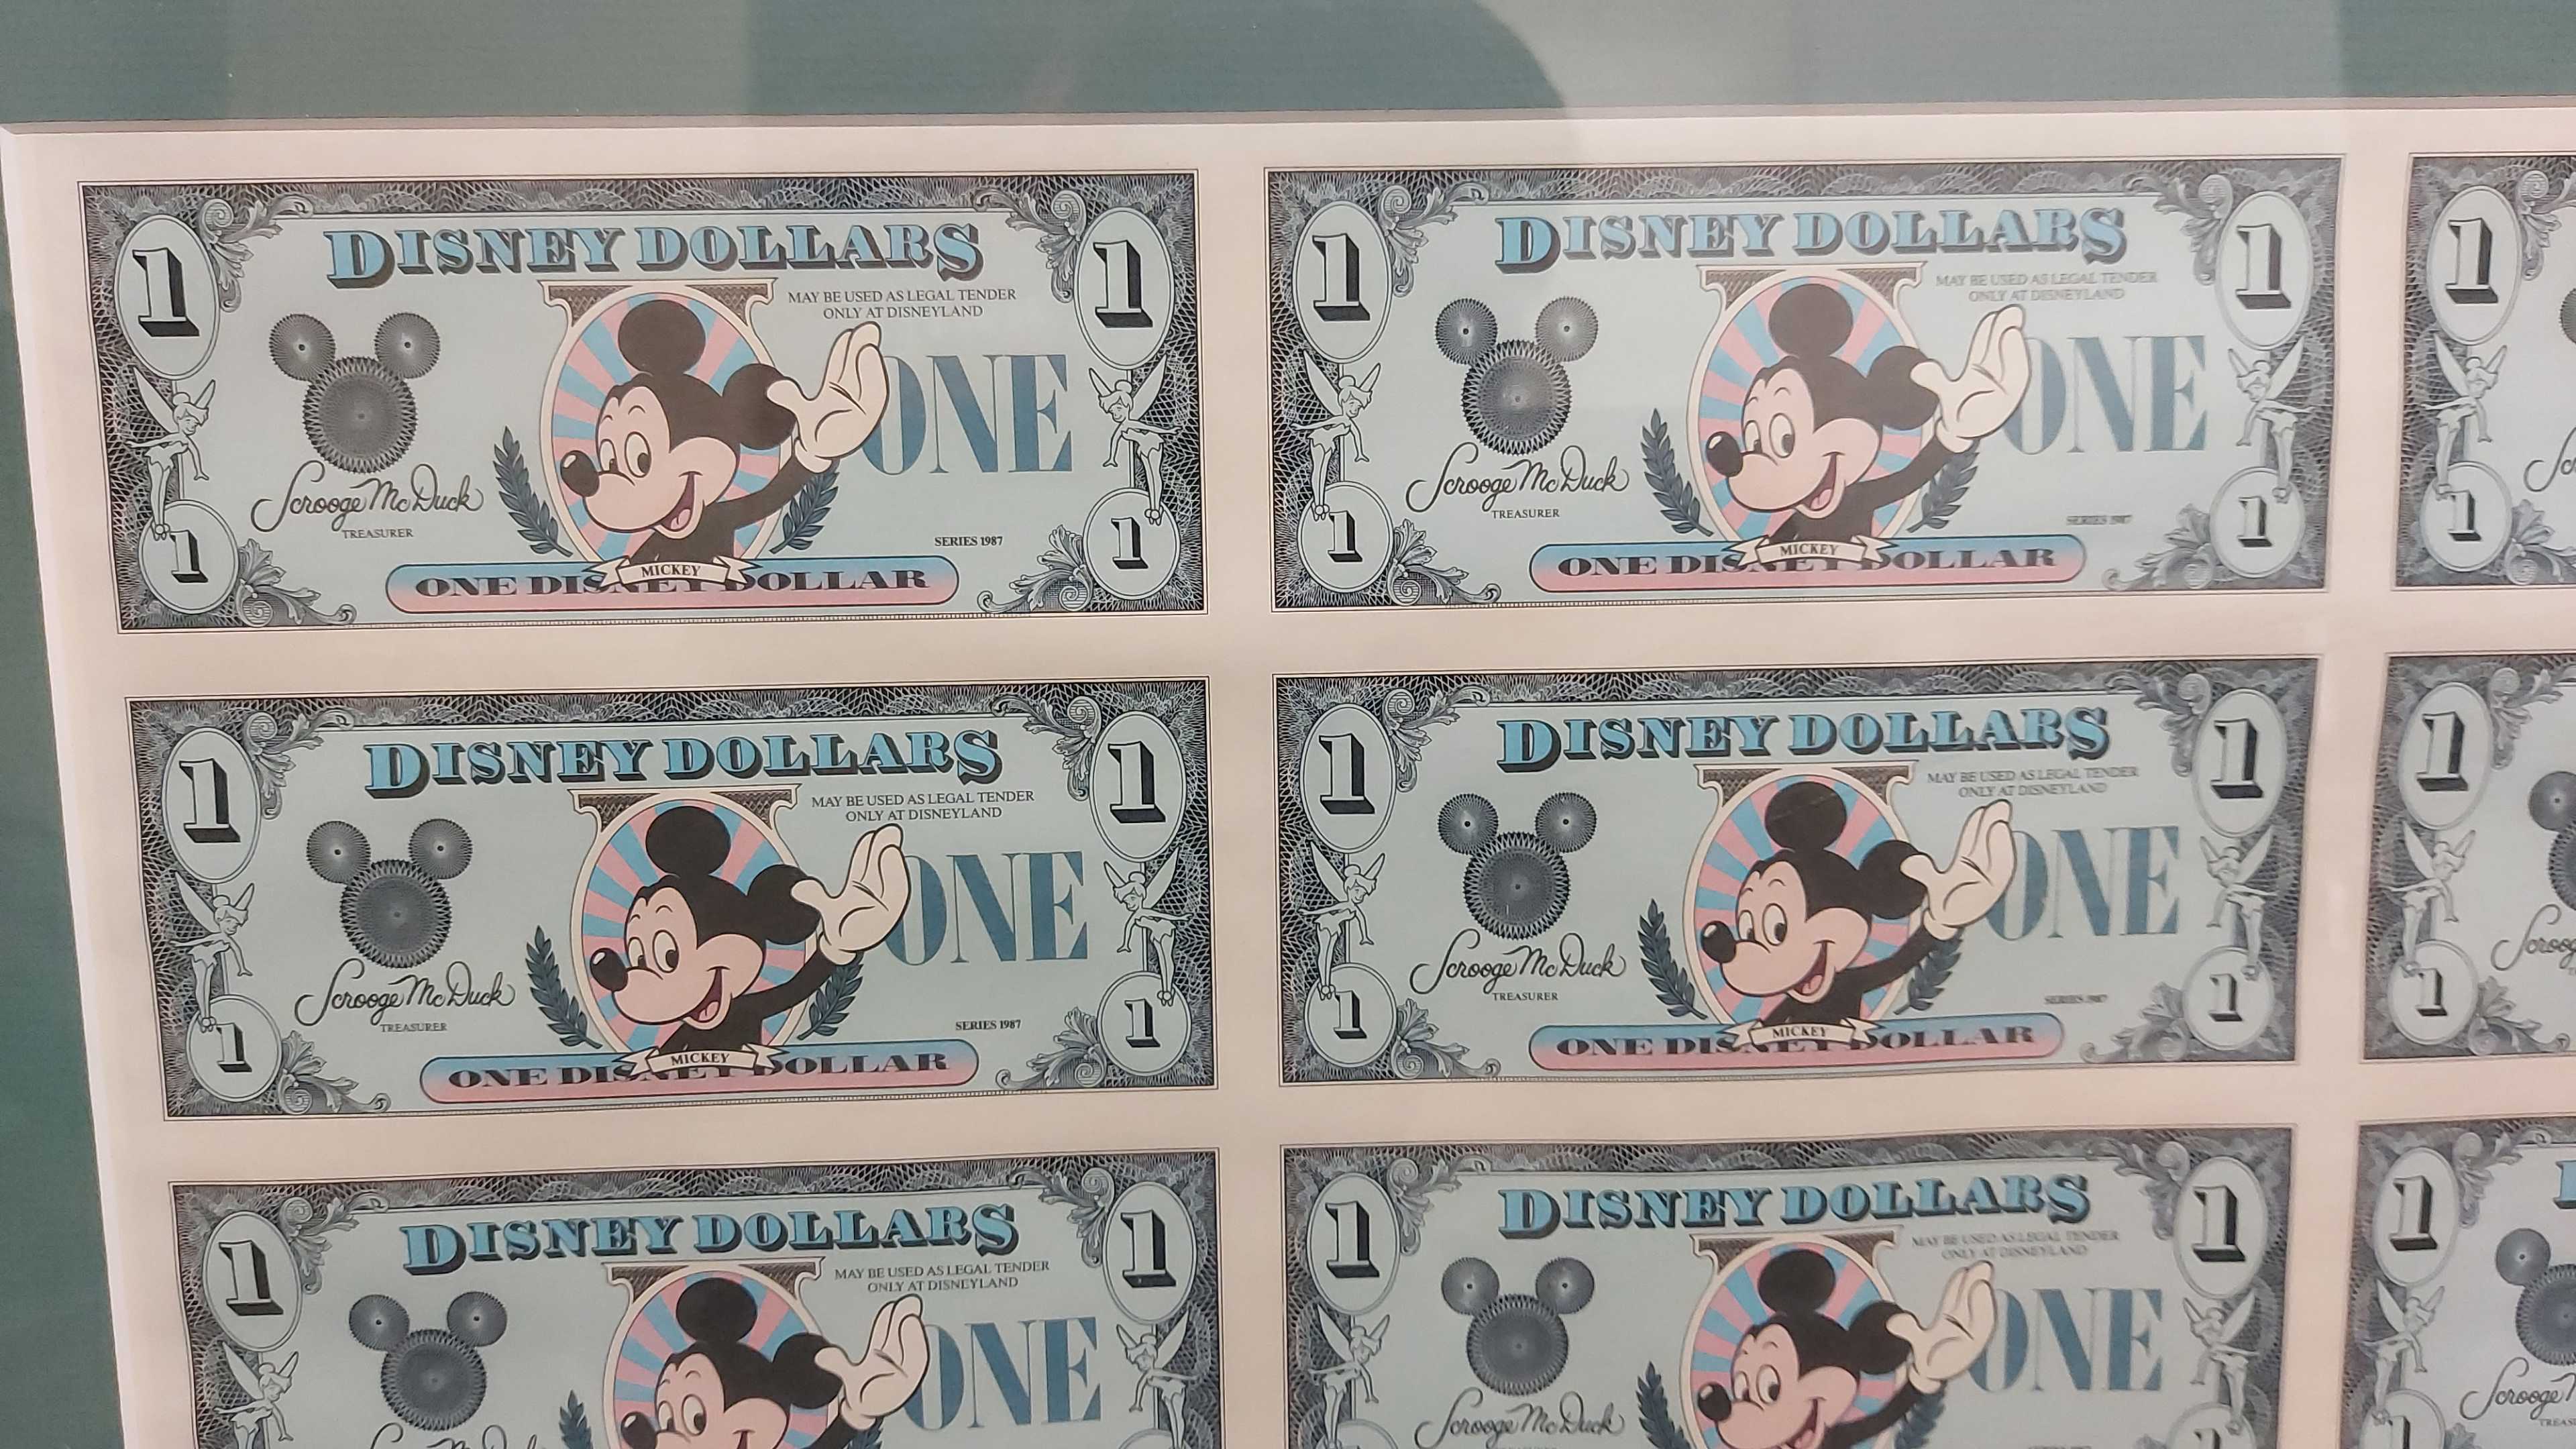 1 DISNEY DOLLARS 1
MAY BE USED AS LEGAL TENDER
ONLY AT DISNEYLAND
ONE
Scrooge McDuck
TREASURER
SERIES 1987
1 MICKEY 1
ONE DISNEY DOLLAR
1 DISNEY DOLLARS 1
MAY BE USED AS LEGAL TENDER
ONLY AT DISNEYLAND
ONE
Scrooge McDuck
TREASURER
SERIES 1987
1 MICKEY 1
ONE DISNEY DOLLAR
1
1
1 DISNEY DOLLARS 1
MAY BE USED AS LEGAL TENDER
ONLY AT DISNEYLAND
ONE
Scrooge McDuck
TREASURER
SERIES 1987
1 MICKEY 1
ONE DISNEY DOLLAR
1 DISNEY DOLLARS 1
MAY BE USED AS LEGAL TENDER
ONLY AT DISNEYLAND
ONE
Scrooge McDuck
TREASURER
SERIES 1987
1 MICKEY 1
ONE DISNEY DOLLAR
1
1
1 DISNEY DOLLARS 1
MAY BE USED AS LEGAL TENDER
ONLY AT DISNEYLAND
ONE
1 DISNEY DOLLARS 1
MAY BE USED AS LEGAL TENDER
ONLY AT DISNEYLAND
ONE
Scrooge McDuck
1
Scrooge